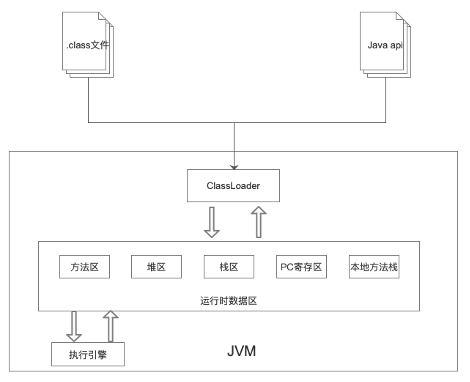 .class文件
Java api
ClassLoader
方法区
堆区
栈区
PC寄存区
本地方法栈
运行时数据区
执行引擎
JVM